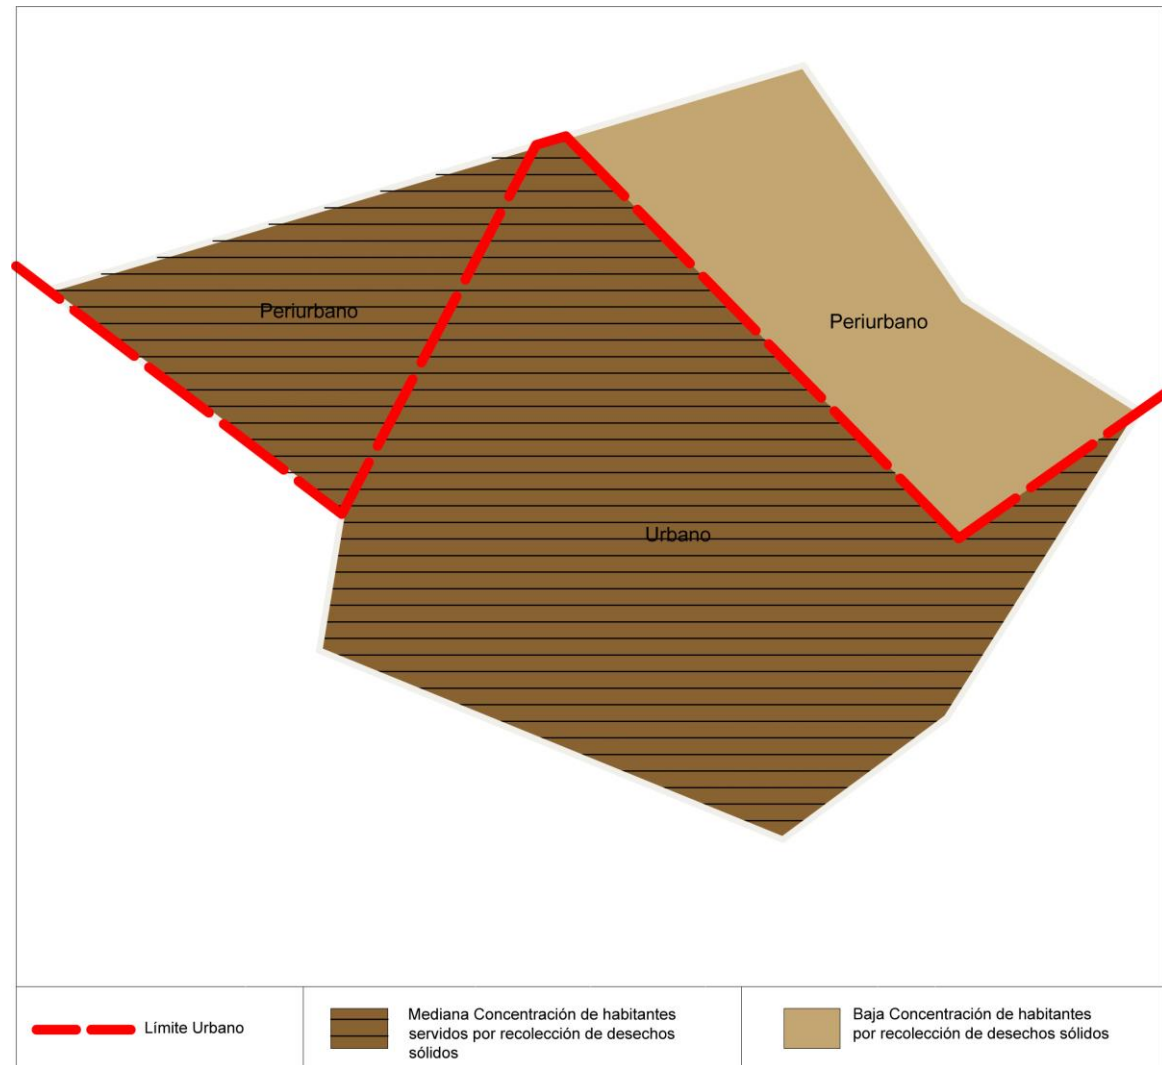 Periurbano
Periurbano
Urbano
Límite Urbano
Mediana Concentración de habitantes
servidos por recolección de desechos
sólidos
Baja Concentración de habitantes
por recolección de desechos sólidos